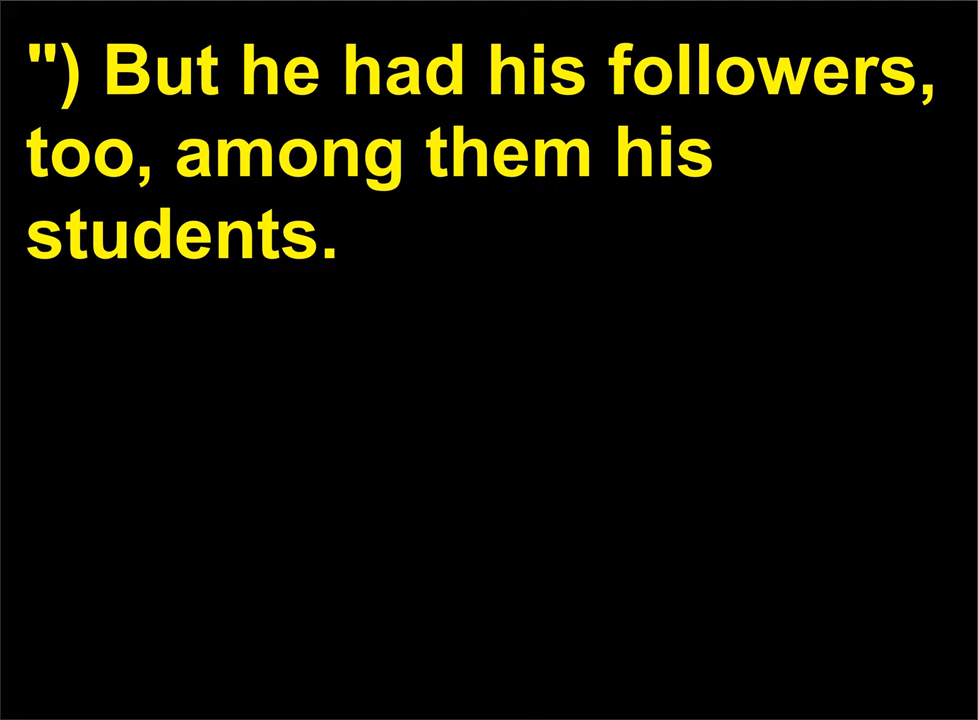 ") But he had his followers,
too, among them his
students.